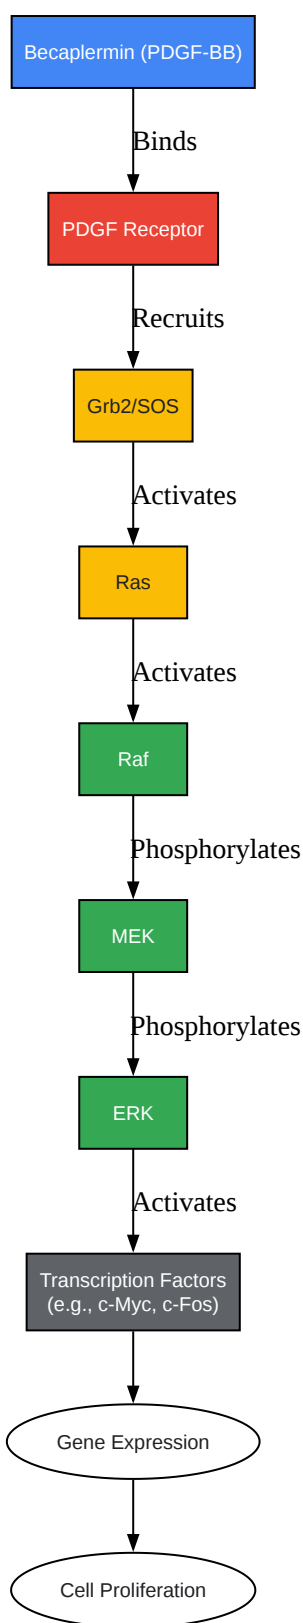 Becaplermin (PDGF-BB)
Binds
PDGF Receptor
Recruits
Grb2/SOS
Activates
Ras
Activates
Raf
Phosphorylates
MEK
Phosphorylates
ERK
Activates
Transcription Factors
(e.g., c-Myc, c-Fos)
Gene Expression
Cell Proliferation